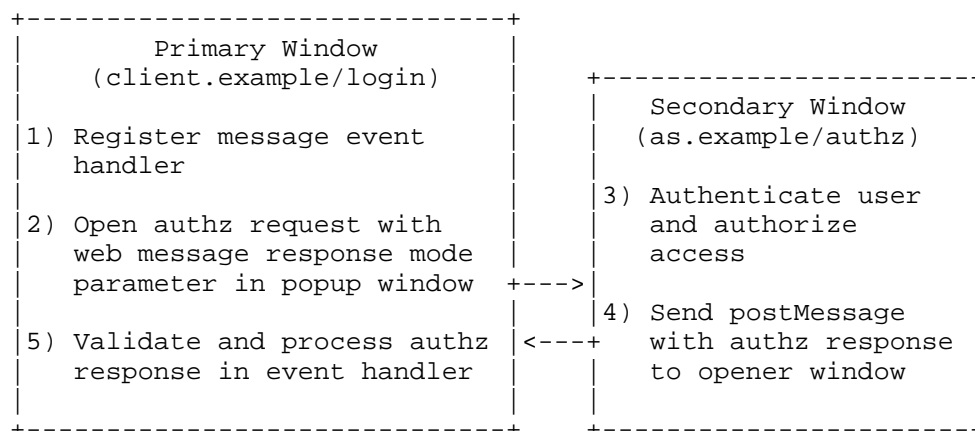 Primary Window
(client.example/login)
1) Register message event
handler
2) Open authz request with
web message response mode
parameter in popup window
5) Validate and process authz
response in event handler
Secondary Window
(as.example/authz)
3) Authenticate user
and authorize
access
4) Send postMessage
with authz response
to opener window